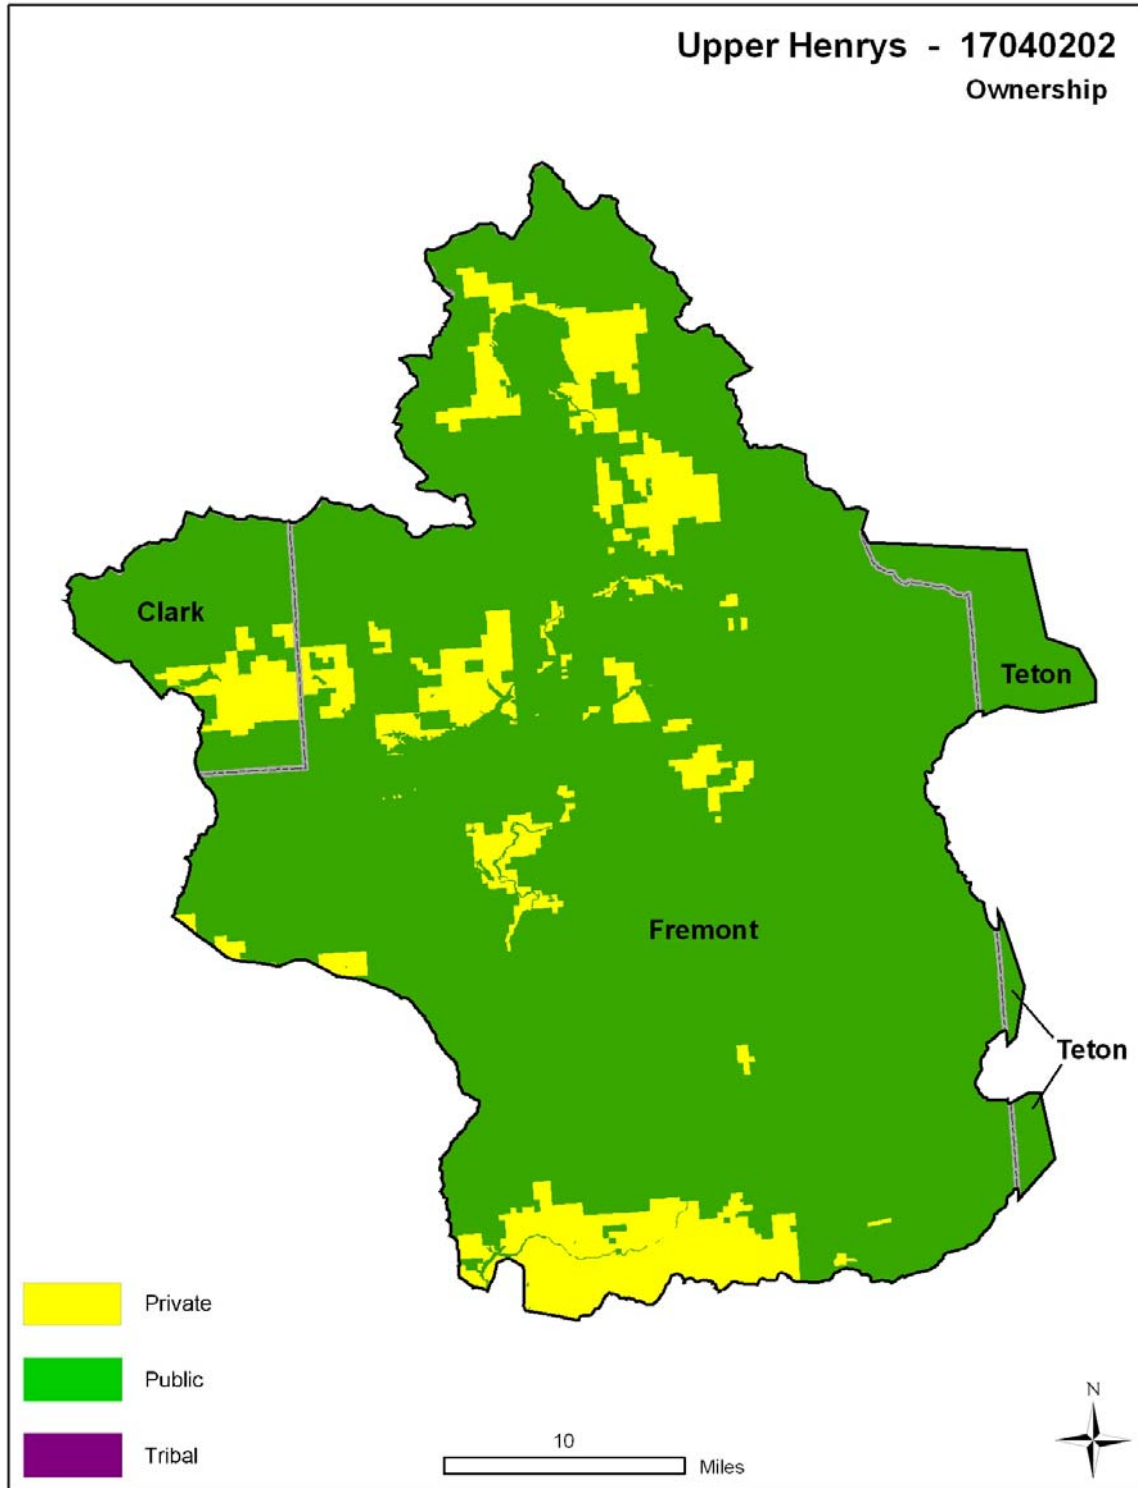 Upper Henrys - 17040202
Ownership
Clark
Teton
Fremont
Teton
Private
Public
Tribal
10
Miles
N